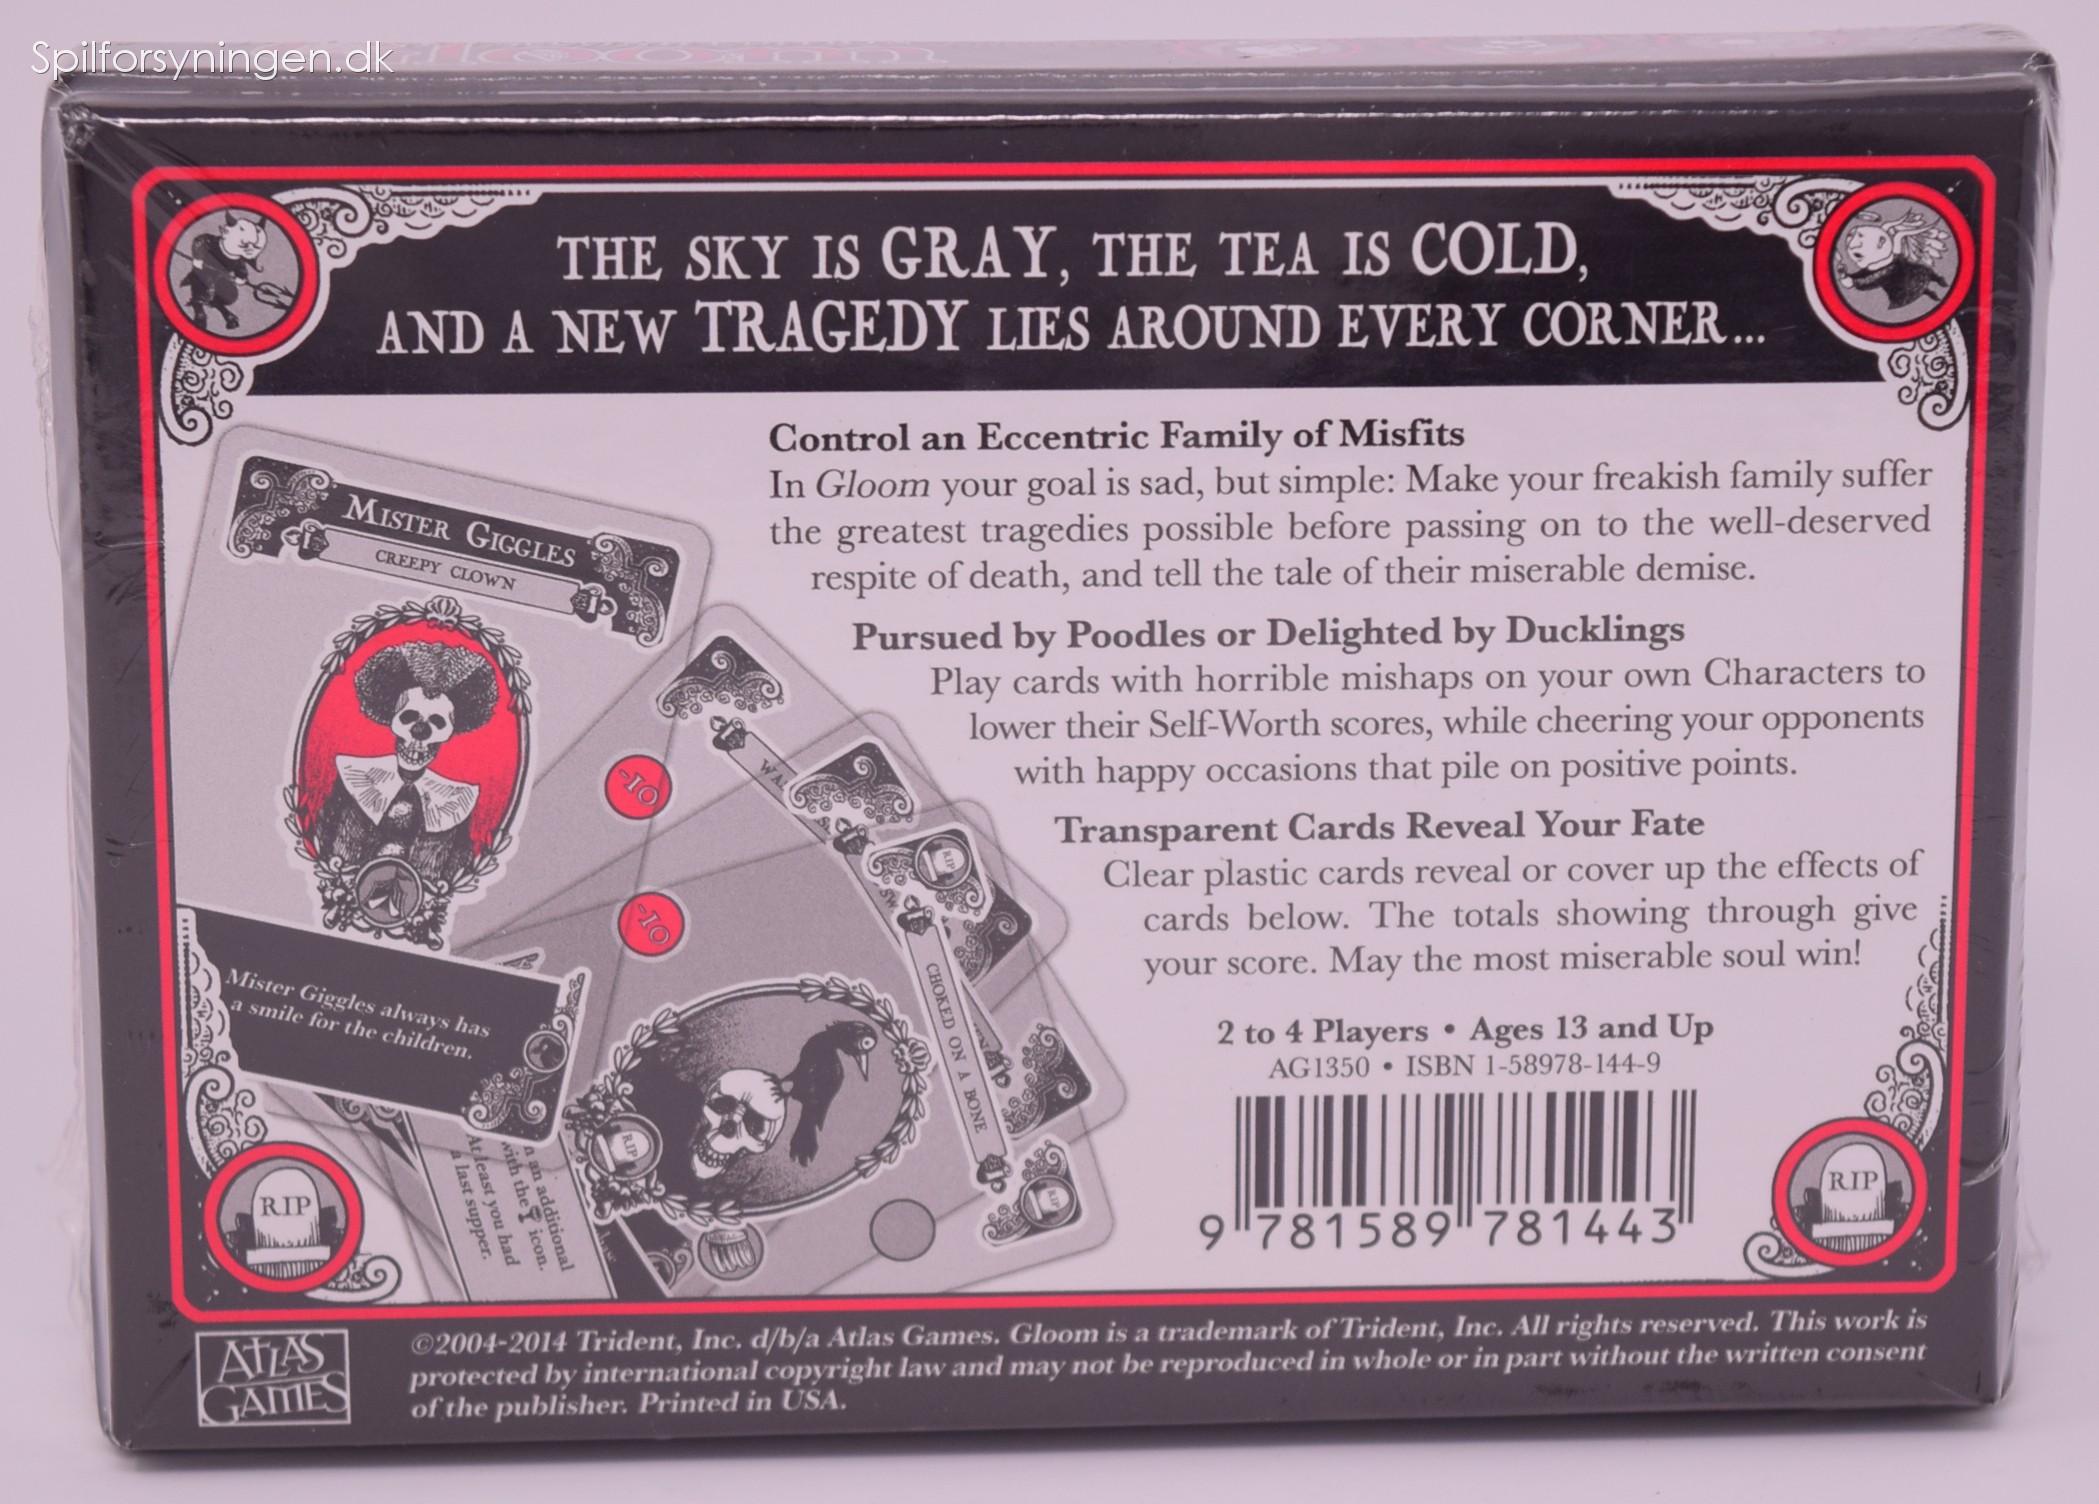 Spilforsyningen.dk
THE SKY IS GRAY, THE TEA IS COLD,
AND A NEW TRAGEDY LIES AROUND EVERY CORNER...
Control an Eccentric Family of Misfits
In Gloom your goal is sad, but simple: Make your freakish family suffer
the greatest tragedies possible before passing on to the well-deserved
respite of death, and tell the tale of their miserable demise.
Pursued by Poodles or Delighted by Ducklings
Play cards with horrible mishaps on your own Characters to
lower their Self-Worth scores, while cheering your opponents
with happy occasions that pile on positive points.
Transparent Cards Reveal Your Fate
Clear plastic cards reveal or cover up the effects of
cards below. The totals showing through give
your score. May the most miserable soul win!
2 to 4 Players • Ages 13 and Up
AG1350 • ISBN 1-58978-144-9
9 781589 781443
MISTER GIGGLES
CREEPY CLOWN
-10
-10
Mister Giggles always has
a smile for the children.
RIP
CHOKED ON A BONE
RIP
RIP
n an additional
with the icon.
At least you had
a last supper.
RIP
RIP
ATLAS
GAMES
©2004-2014 Trident, Inc. d/b/a Atlas Games. Gloom is a trademark of Trident, Inc. All rights reserved. This work is
protected by international copyright law and may not be reproduced in whole or in part without the written consent
of the publisher. Printed in USA.